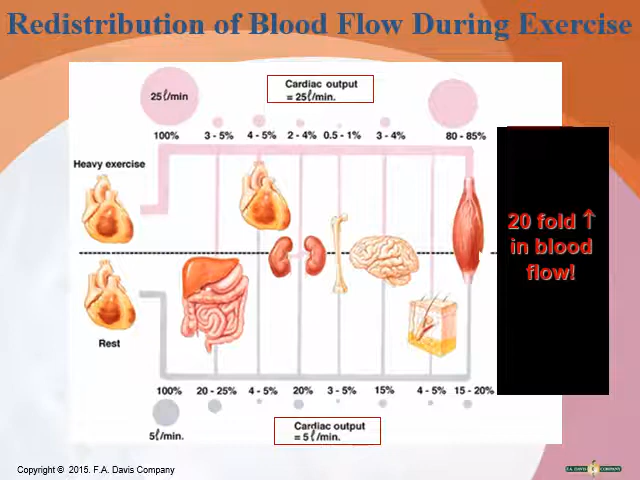 Redistribution of Blood Flow During Exercise
25ℓ/min
Cardiac output
= 25ℓ/min.
100%
3 - 5%
4 - 5%
2 - 4%
0.5 - 1%
3 - 4%
80 - 85%
Heavy exercise
20 fold ↑
in blood
flow!
Rest
100%
20 - 25%
4 - 5%
20%
3 - 5%
15%
4 - 5%
15 - 20%
5ℓ/min.
Cardiac output
= 5ℓ/min.
Copyright © 2015. F.A. Davis Company
F.A. DAVIS COMPANY